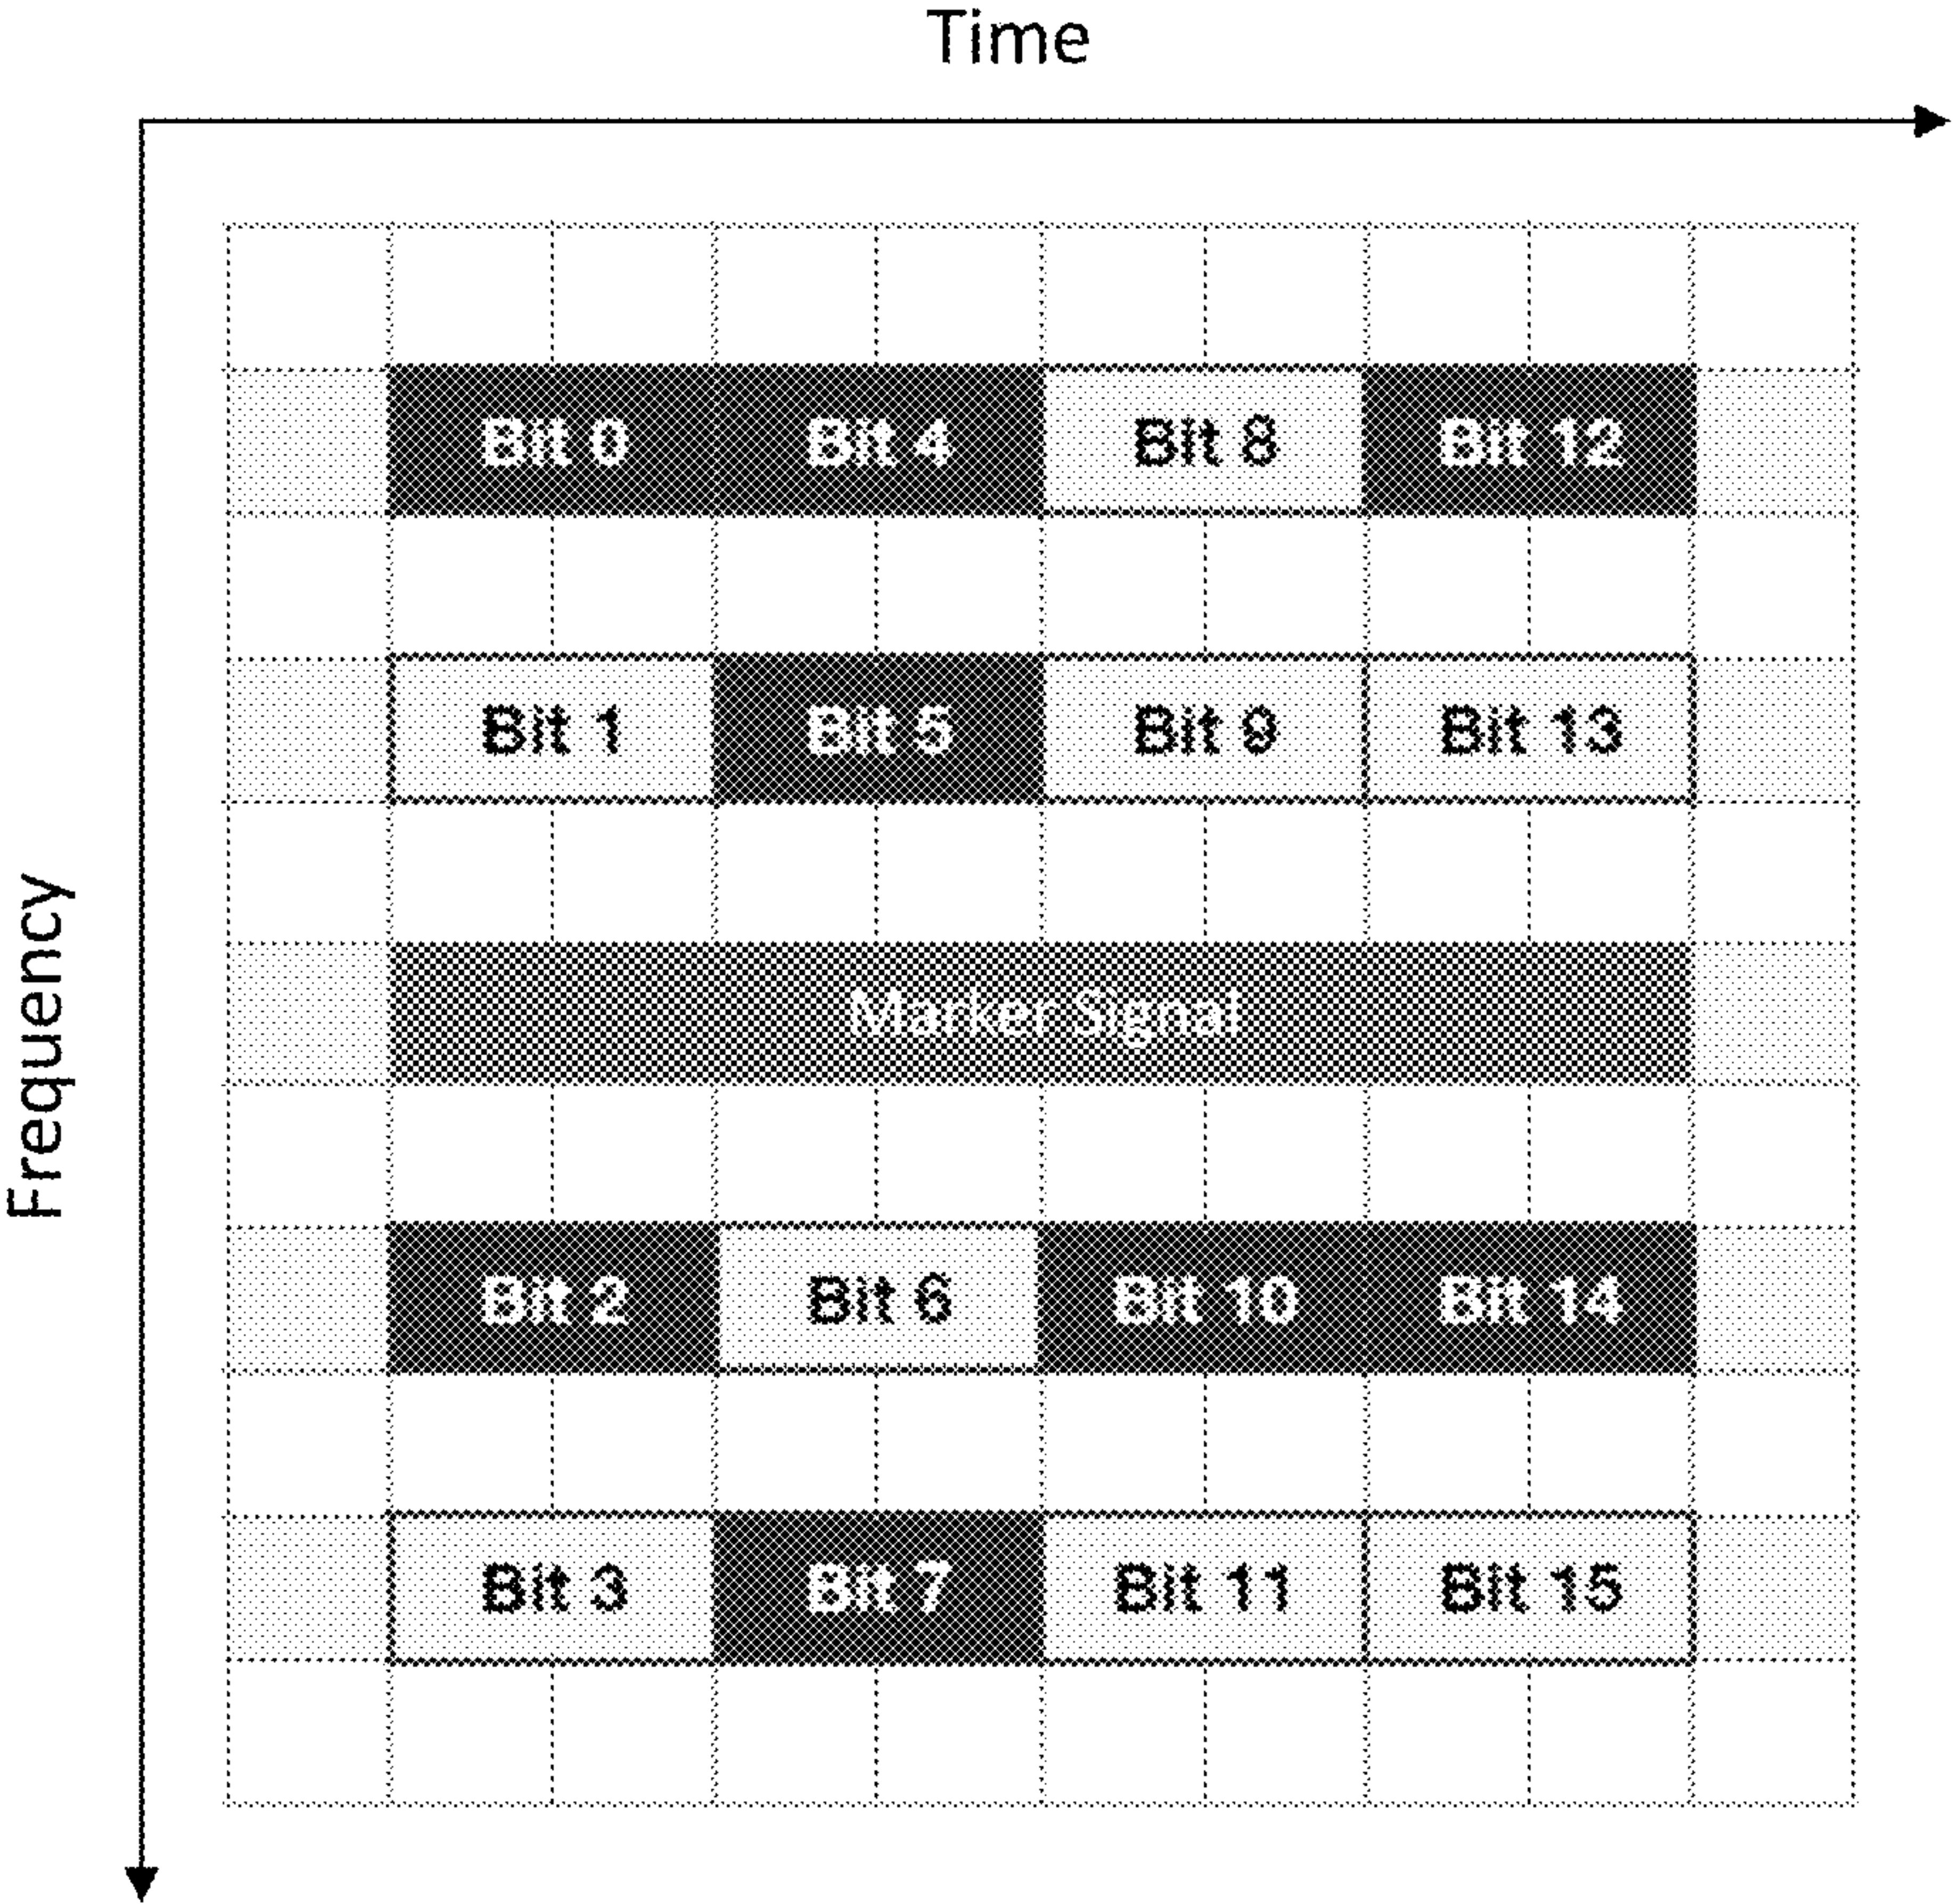 Time
Bit 0 Bit 4 Bit 8 Bit 12
Bit 1 Bit 5 Bit 9 Bit 13
Frequency
Marker Signal
Bit 2 Bit 6 Bit 10 Bit 14
Bit 3 Bit 7 Bit 11 Bit 15